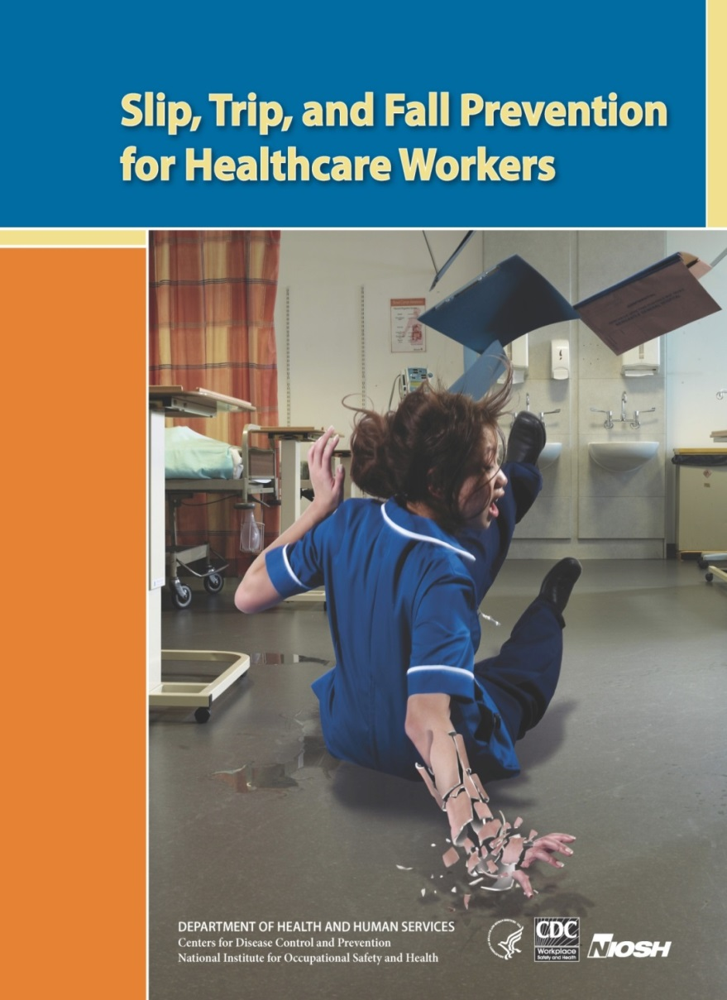 Slip, Trip, and Fall Prevention
for Healthcare Workers
DEPARTMENT OF HEALTH AND HUMAN SERVICES
Centers for Disease Control and Prevention
National Institute for Occupational Safety and Health
CDC
Workplace
Safety and Health
NIOSH